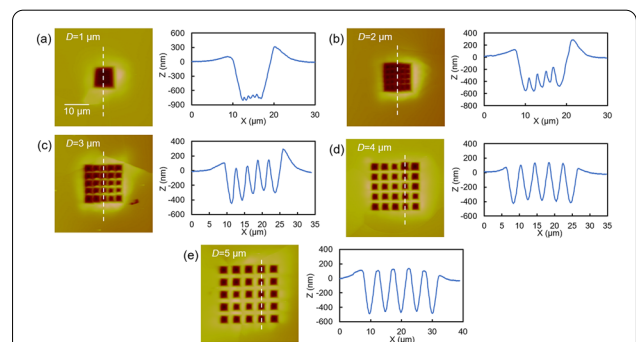 (a)
D=1 µm
10 µm
Z (nm)
600
300
0
-300
-600
-900
0
10
20
30
X (µm)
(b)
D=2 µm
Z (nm)
400
200
0
-200
-400
-600
-800
0
10
20
30
X (µm)
(c)
D=3 µm
Z (nm)
400
200
0
-200
-400
-600
0
5
10
15
20
25
30
35
X (µm)
(d)
D=4 µm
Z (nm)
400
200
0
-200
-400
-600
0
5
10
15
20
25
30
35
X (µm)
(e)
D=5 µm
Z (nm)
400
200
0
-200
-400
-600
0
10
20
30
40
X (µm)